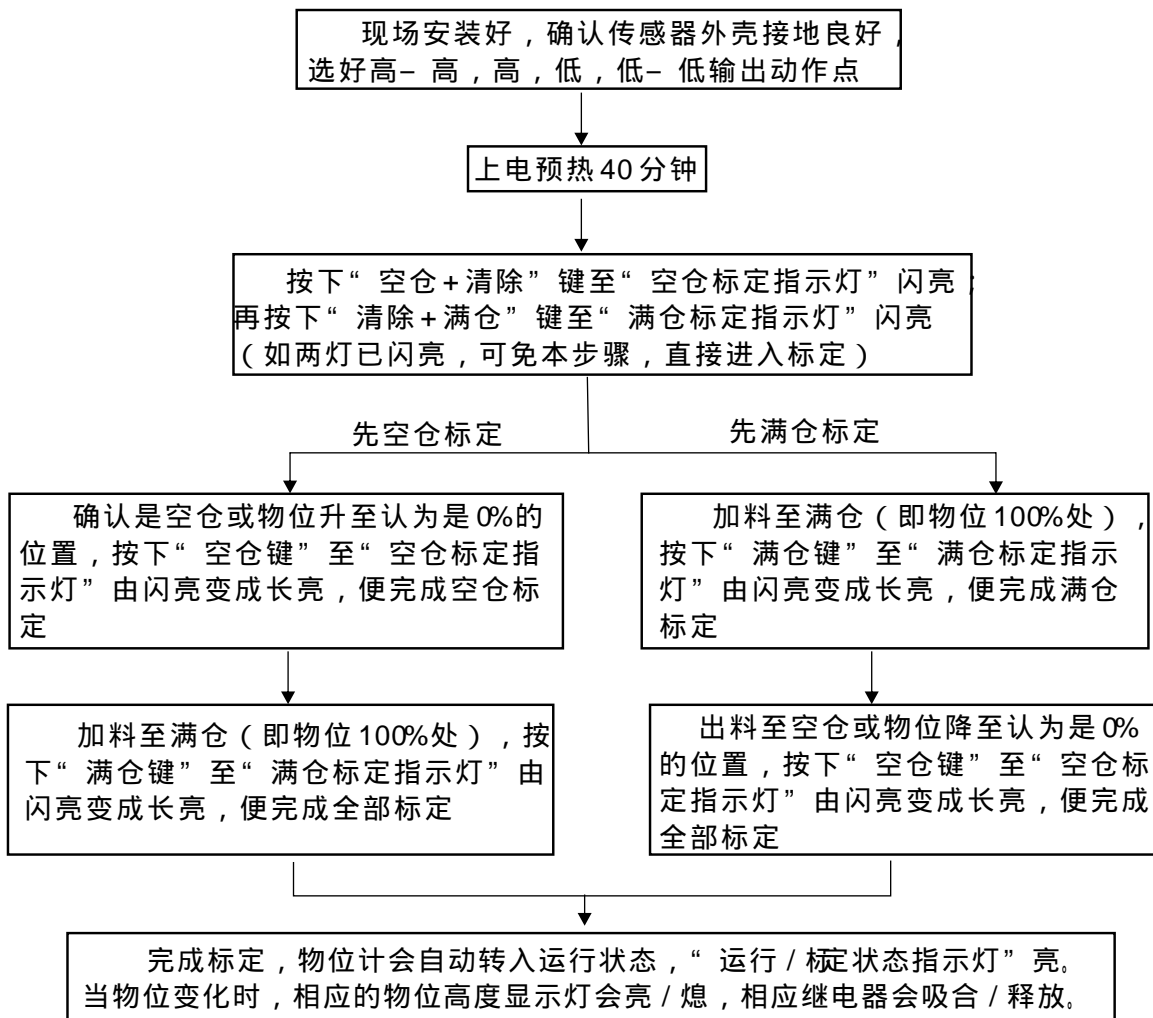 现场安装好，确认传感器外壳接地良好，
选好高–高，高，低，低–低输出动作点
上电预热40分钟
按下“空仓+清除”键至“空仓标定指示�”闪亮；
再按下“清除+满仓”键至“满仓标定指示灯”闪亮
（如两灯已闪亮，可免本步骤，直接进入标定）
先空仓标定
先满仓标定
确认是空仓或物位升至认为是0%的
位置，按下“空仓键”至“空仓标定指
示灯”由闪亮变成长亮，便完成空仓标
定
加料至满仓（即物位100%处），按
下“满仓键”至“满仓标定指示灯”由
闪亮变成长亮，便完成全部标定
加料至满仓（即物位100%处），
按下“满仓键”至“满仓标定指示
灯”由闪亮变成长亮，便完成满仓
标定
出料至空仓或物位降至认为是0%
的位置，按下“空仓键”至“空仓标
定指示灯”由闪亮变成长亮，便完成
全部标定
完成标定，物位计会自动转入运行状态，“运行/标定状态指示灯”亮。
当物位变化时，相应的物位高度显示灯会亮/熄，相应继电器会吸合/释放。